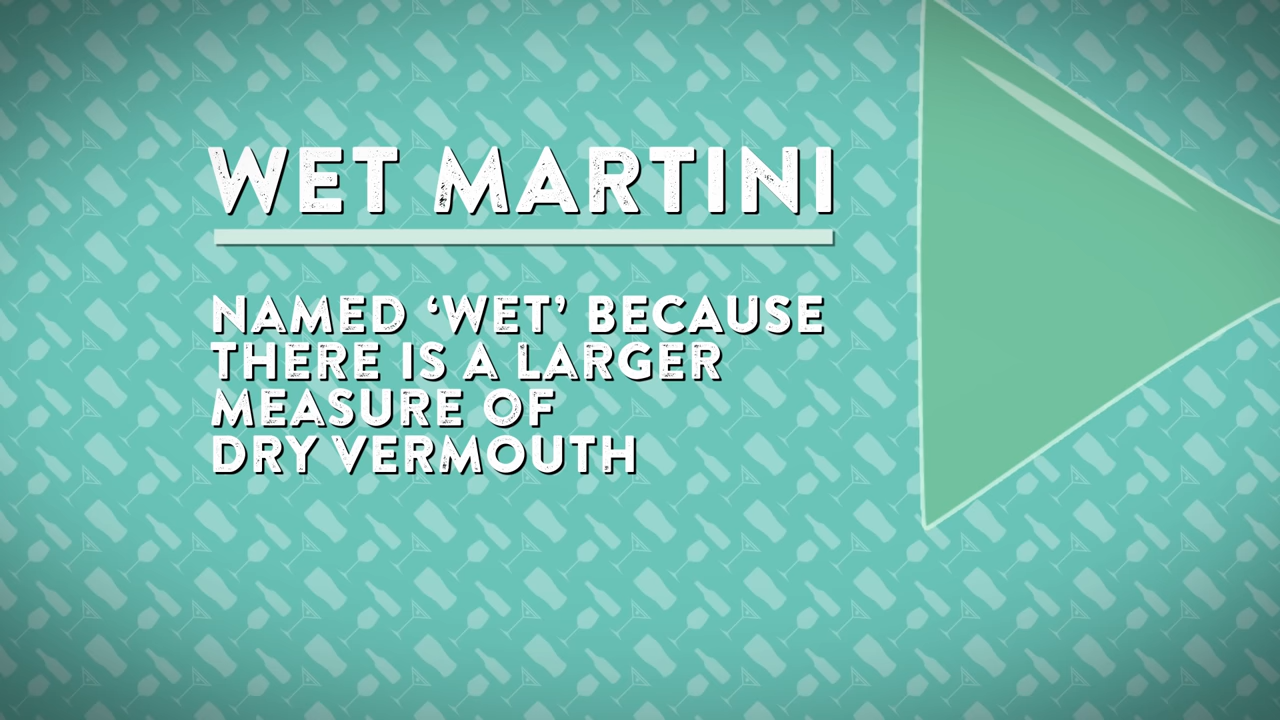 WET MARTINI
NAMED ‘WET’ BECAUSE
THERE IS A LARGER
MEASURE OF
DRY VERMOUTH